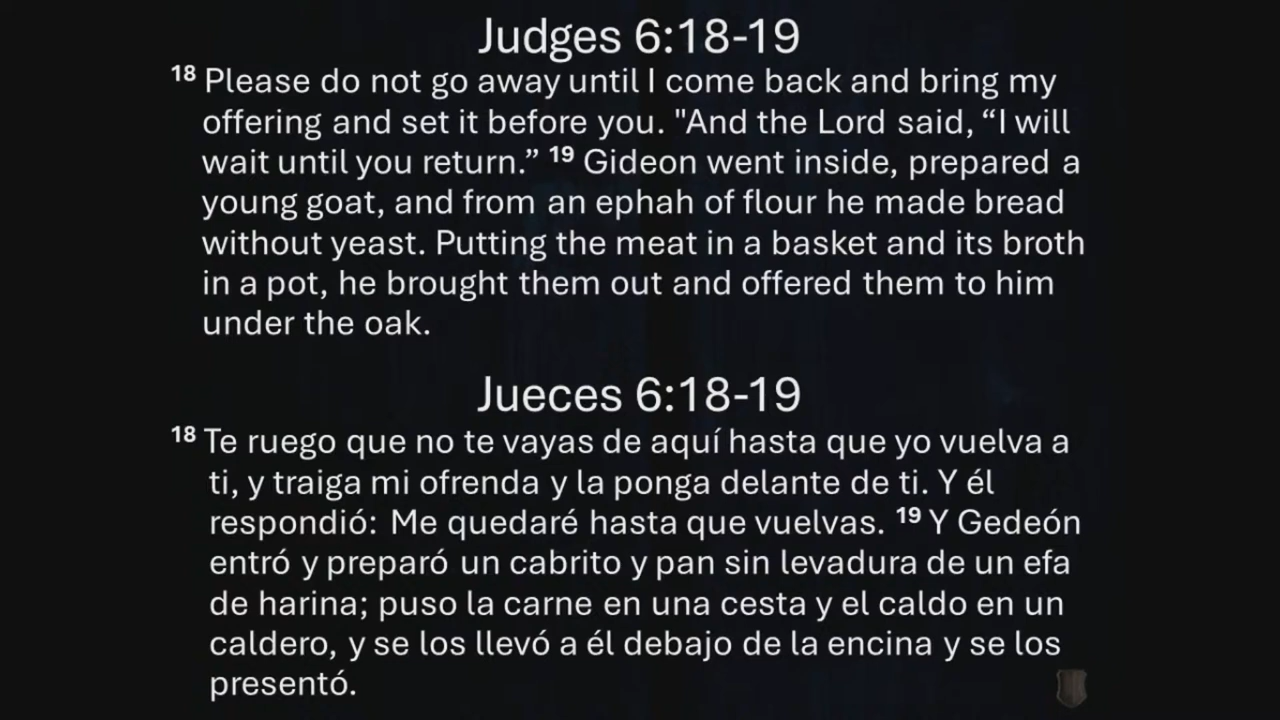 Judges 6:18-19
18 Please do not go away until I come back and bring my
offering and set it before you. "And the Lord said, “I will
wait until you return.” 19 Gideon went inside, prepared a
young goat, and from an ephah of flour he made bread
without yeast. Putting the meat in a basket and its broth
in a pot, he brought them out and offered them to him
under the oak.
Jueces 6:18-19
18 Te ruego que no te vayas de aquí hasta que yo vuelva a
ti, y traiga mi ofrenda y la ponga delante de ti. Y él
respondió: Me quedaré hasta que vuelvas. 19 Y Gedeón
entró y preparó un cabrito y pan sin levadura de un efa
de harina; puso la carne en una cesta y el caldo en un
caldero, y se los llevó a él debajo de la encina y se los
presentó.